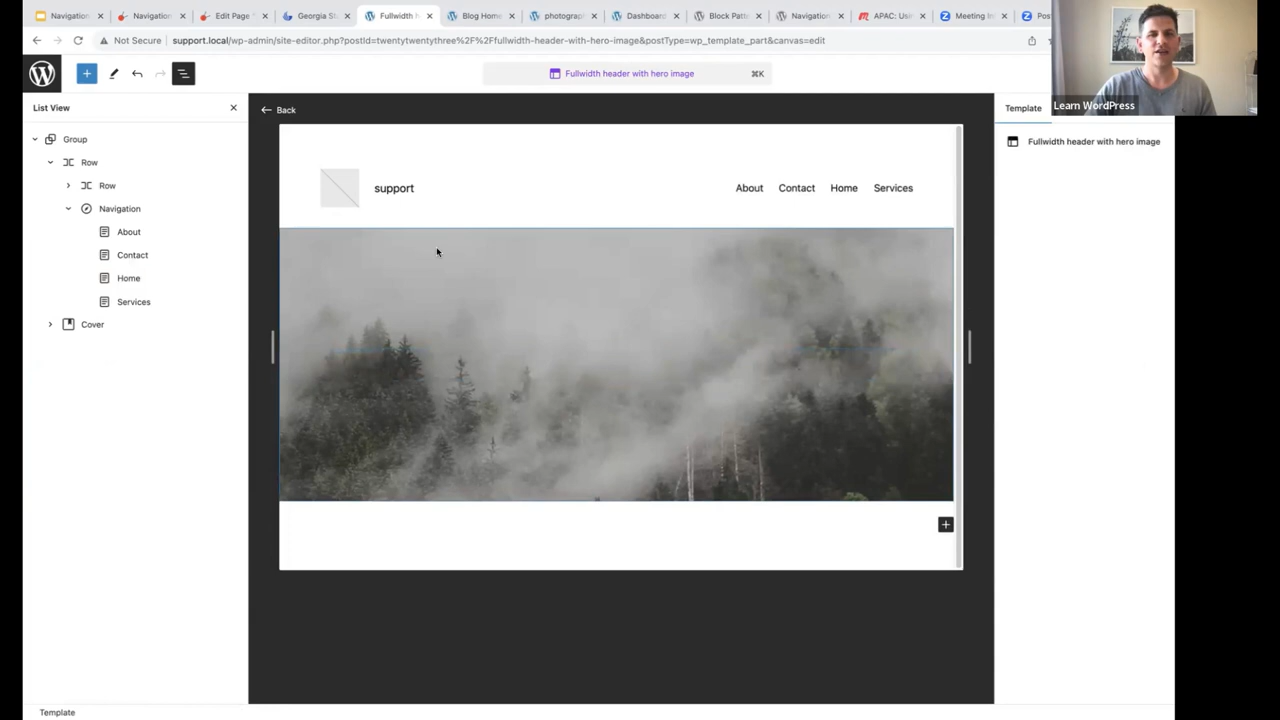 Navigation
Navigation
Edit Page
Georgia St
Fullwidth h
Blog Home
photograp
Dashboard
Block Patt
Navigation
APAC: Use
Meeting In
Pos
Not Secure
support.local/wp-admin/site-editor.php?postId=twentytwentythree%2F%2Ffullwidth-header-with-hero-image&postType=wp_template_part&canvas=edit
Fullwidth header with hero image
⌘K
Learn WordPress
List View
Back
Template
Group
Fullwidth header with hero image
Row
Row
support
About
Contact
Home
Services
Navigation
About
Contact
Home
Services
Cover
Template